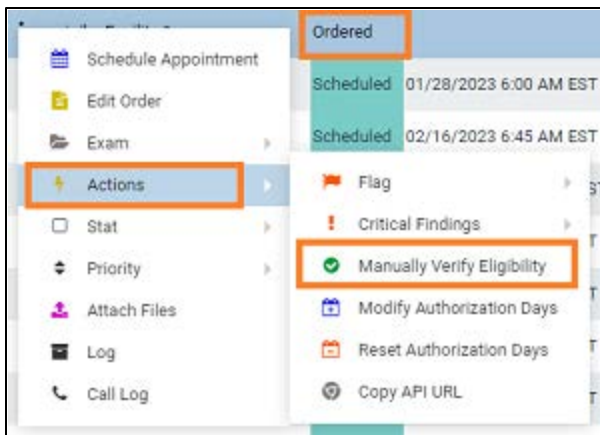 Ordered
Schedule Appointment
Scheduled 01/28/2023 6:00 AM EST
Edit Order
Exam
Scheduled 02/16/2023 6:45 AM EST
Actions
Flag
Stat
Critical Findings
Priority
Manually Verify Eligibility
Attach Files
Modify Authorization Days
Log
Reset Authorization Days
Call Log
Copy API URL